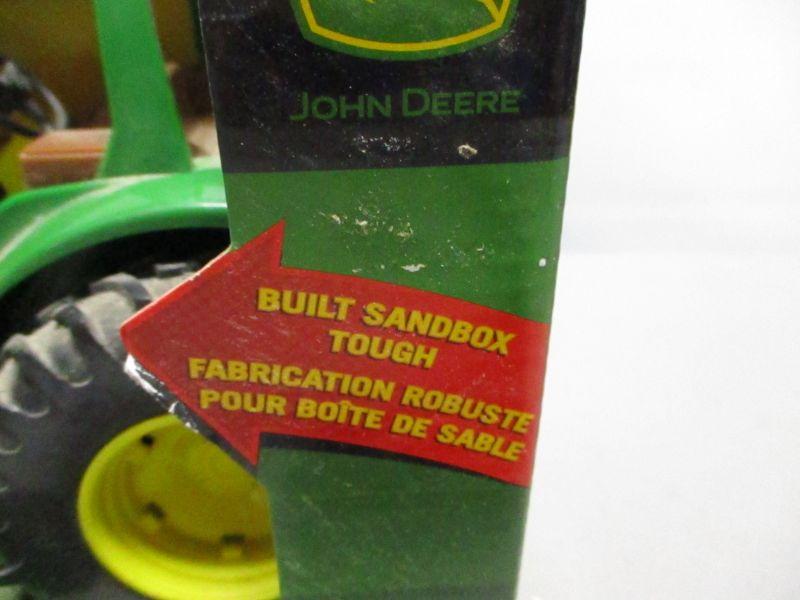 JOHN DEERE
BUILT SANDBOX
TOUGH
FABRICATION ROBUSTE
POUR BOÎTE DE SABLE